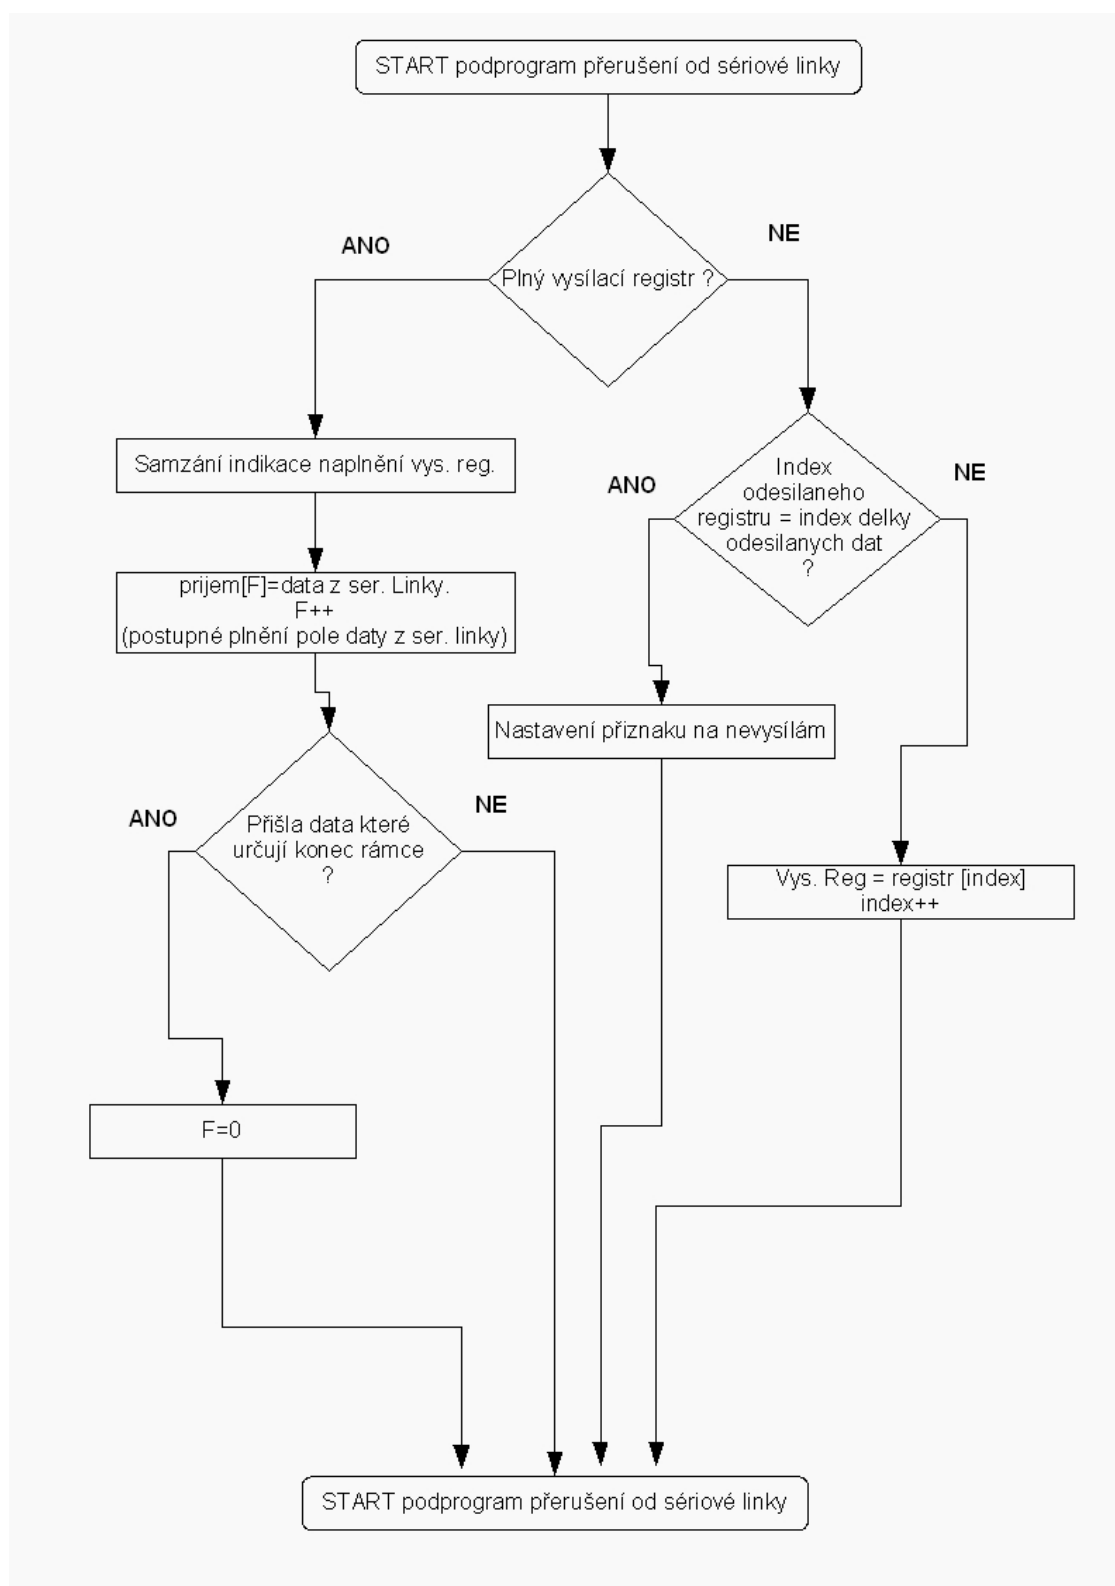 START podprogram přerušení od sériové linky
ANO
NE
Plný vysílací registr ?
Samzání indikace naplnění vys. reg.
ANO
NE
Index
odesilaneho
registru = index delky
odesilanych dat
?
prijem[F]=data z ser. Linky.
F++
(postupné plnění pole daty z ser. linky)
Nastavení přiznaku na nevysílám
ANO
NE
Přišla data které
určují konec rámce
?
Vys. Reg = registr [index]
index++
F=0
START podprogram přerušení od sériové linky